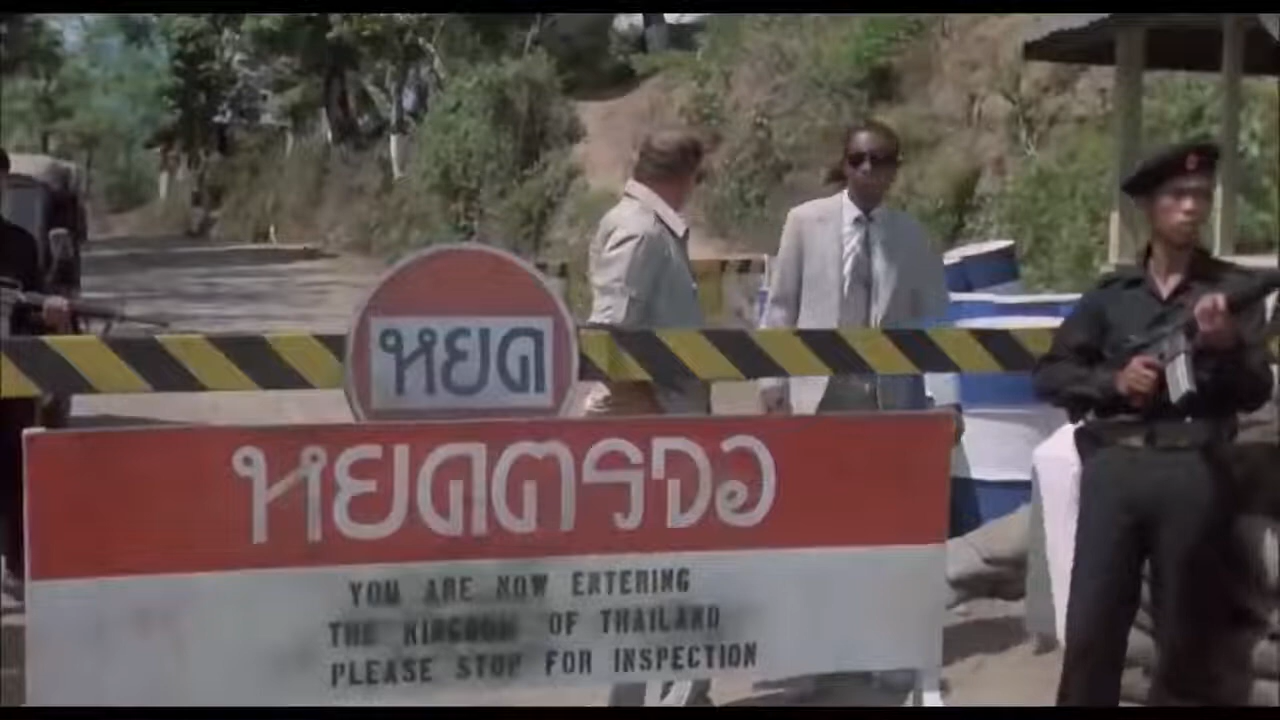 หยุด
หยุดตรวจ
YOU ARE NOW ENTERING
THE KINGDOM OF THAILAND
PLEASE STOP FOR INSPECTION